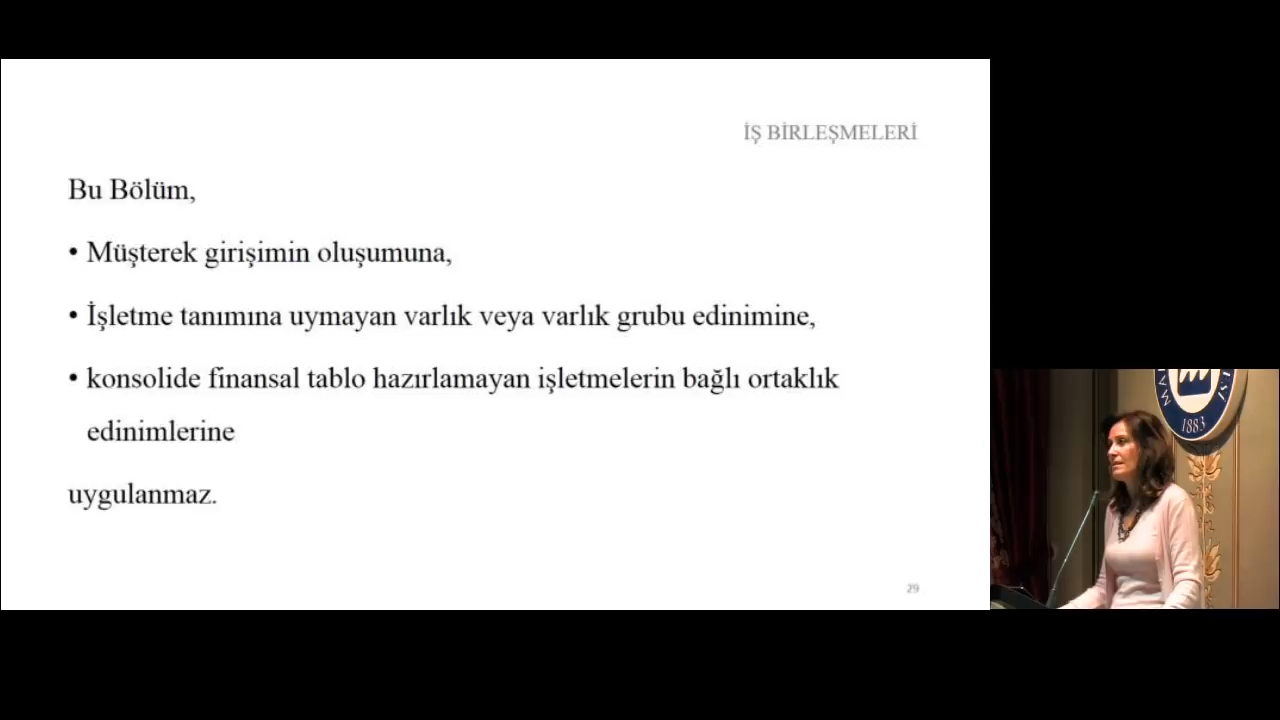 İŞ BİRLEŞMELERİ
Bu Bölüm,
• Müşterek girişimin oluşumuna,
• İşletme tanımına uymayan varlık veya varlık grubu edinimine,
• konsolide finansal tablo hazırlamayan işletmelerin bağlı ortaklık
edinimlerine
uygulanmaz.
29
1883